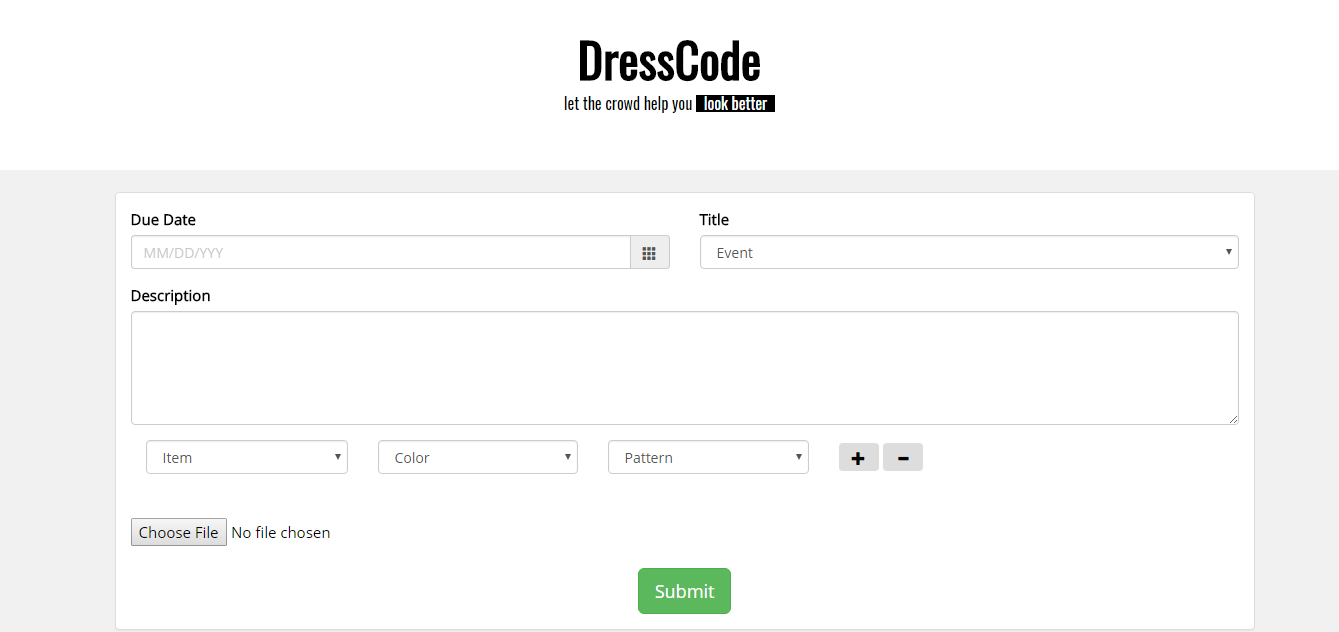 DressCode
let the crowd help you look better
Due Date Title
MM/DD/YYY Event
Description
Item Color Pattern + -
Choose File No file chosen
Submit